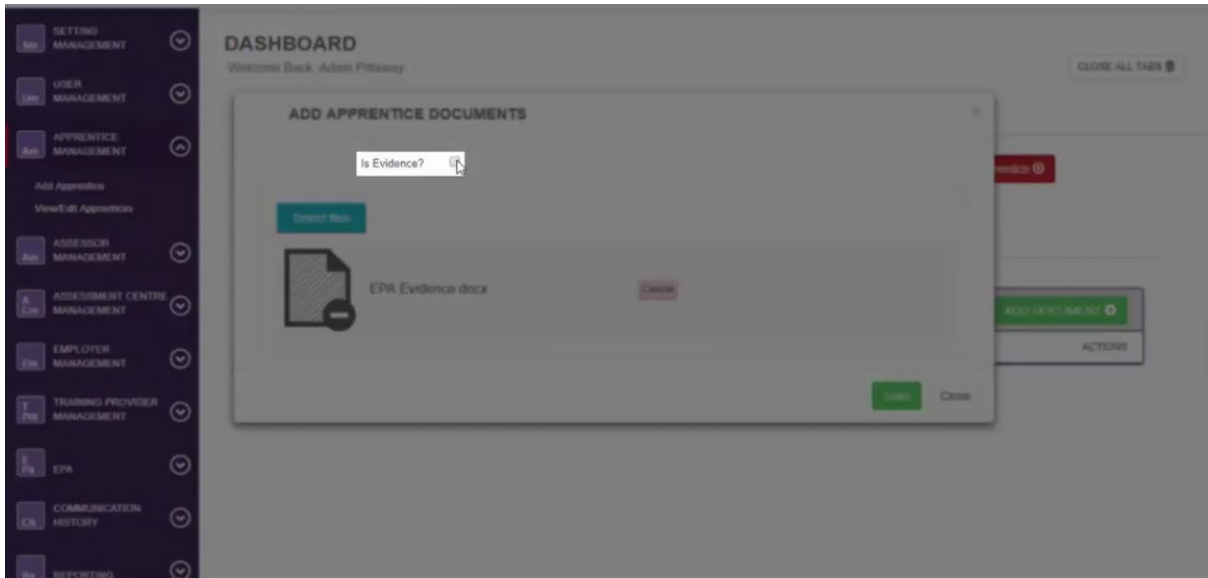 SETTING
MANAGEMENT
USER
MANAGEMENT
Am
APPRENTICE
MANAGEMENT
Add Apprentice
View/Edit Apprentices
ASSESSOR
MANAGEMENT
ASSESSMENT CENTRE
MANAGEMENT
EMPLOYER
MANAGEMENT
TRAINING PROVIDER
MANAGEMENT
EPA
COMMUNICATION
HISTORY
REPORTING
DASHBOARD
Welcome Back, Adam Pittaway
CLOSE ALL TABS
ADD APPRENTICE DOCUMENTS
×
Is Evidence?
Select files
EPA Evidence.docx
Cancel
Close
ADD DOCUMENT
ACTIONS